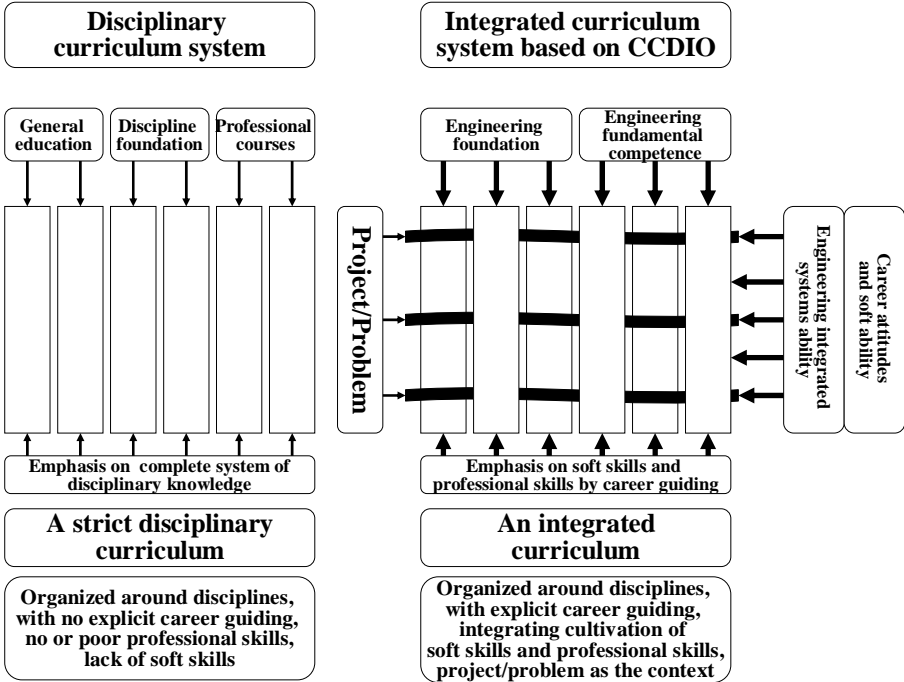 Disciplinary
curriculum system
Integrated curriculum
system based on CCDIO
General
education
Discipline
foundation
Professional
courses
Engineering
foundation
Engineering
fundamental
competence
Project/Problem
Engineering integrated
systems ability
Career attitudes
and soft ability
Emphasis on complete system of
disciplinary knowledge
Emphasis on soft skills and
professional skills by career guiding
A strict disciplinary
curriculum
An integrated
curriculum
Organized around disciplines,
with no explicit career guiding,
no or poor professional skills,
lack of soft skills
Organized around disciplines,
with explicit career guiding,
integrating cultivation of
soft skills and professional skills,
project/problem as the context